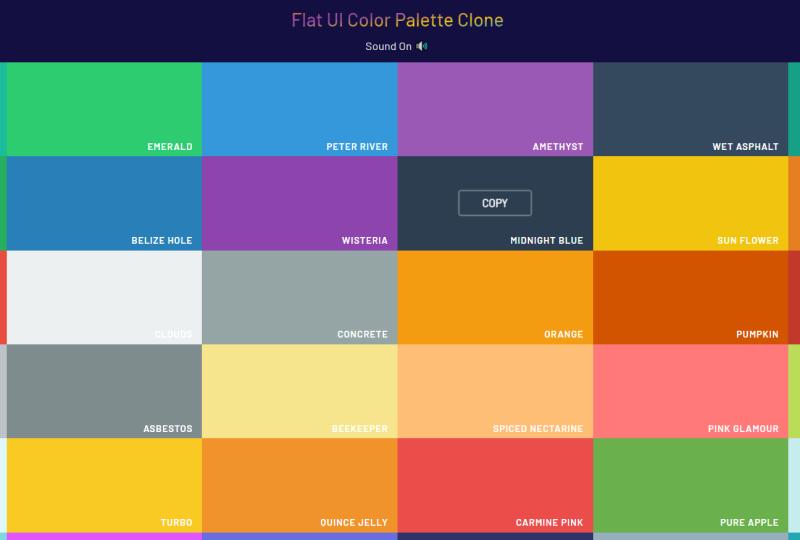 Flat UI Color Palette Clone
Sound On
EMERALD
PETER RIVER
AMETHYST
WET ASPHALT
BELIZE HOLE
WISTERIA
COPY
MIDNIGHT BLUE
SUN FLOWER
CLOUDS
CONCRETE
ORANGE
PUMPKIN
ASBESTOS
BEEKEEPER
SPICED NECTARINE
PINK GLAMOUR
TURBO
QUINCE JELLY
CARMINE PINK
PURE APPLE